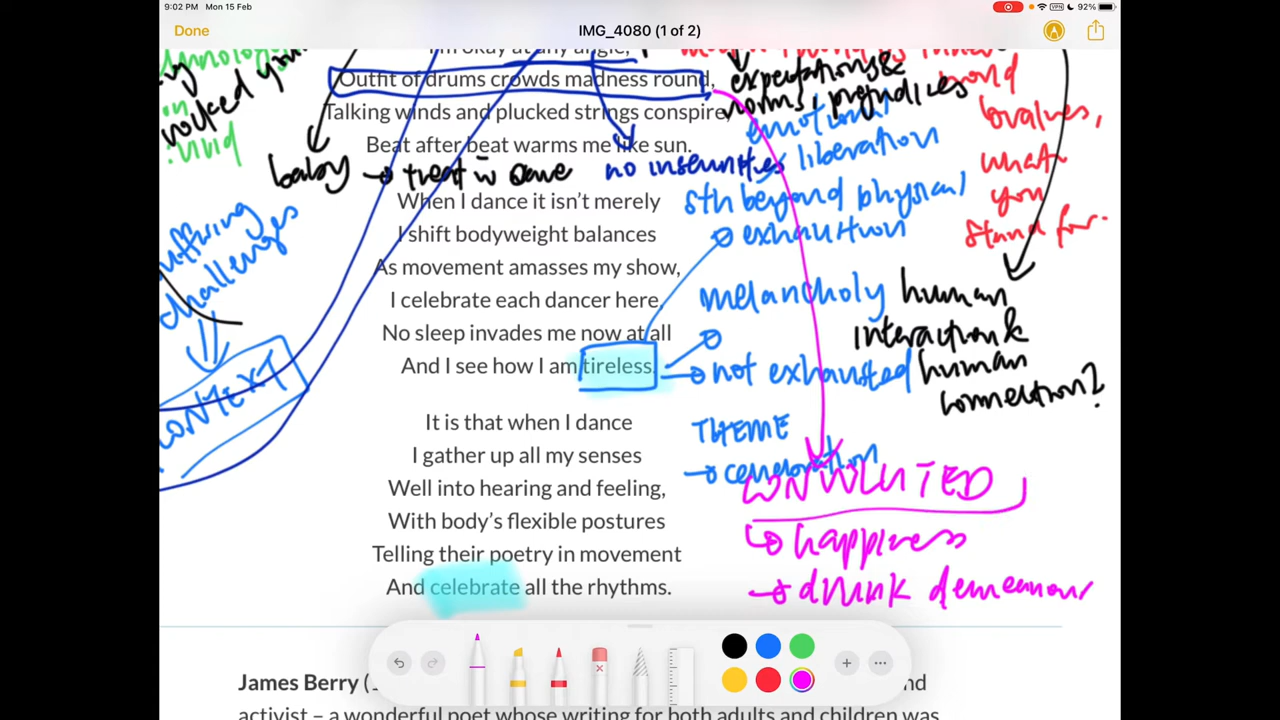 9:02 PM Mon 15 Feb
VPN 92%
Done
IMG_4080 (1 of 2)
I'm okay at any angle,
Outfit of drums crowds madness round,
Talking winds and plucked strings conspire,
Beat after beat warms me like sun.
expectations &
norms, prejudices
emotional
liberation
values,
what
you
stand for.
vivid
baby → treat w care
no insecurities
When I dance it isn't merely
I shift bodyweight balances
As movement amasses my show,
I celebrate each dancer here,
No sleep invades me now at all
And I see how I am tireless.
sth beyond physical
exhaustion
challenges
CONTEXT
melancholy
human
interaction &
human
connection?
→ not exhausted
THEME
→ celebration
It is that when I dance
I gather up all my senses
Well into hearing and feeling,
With body's flexible postures
Telling their poetry in movement
And celebrate all the rhythms.
CONVOLUTED
↳ happiness
→ drunk demeanour
James Berry (
nd
activist – a wonderful poet whose writing for both adults and children was